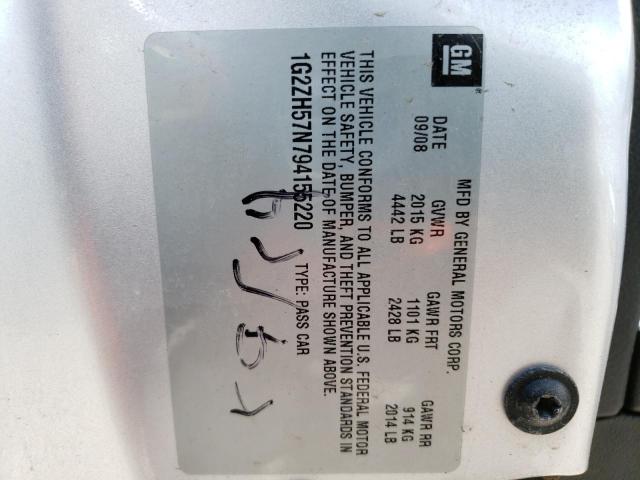 GM
MFD BY GENERAL MOTORS CORP.
DATE GVWR GAWR FRT GAWR RR
09/08 2015 KG 1101 KG 914 KG
4442 LB 2428 LB 2014 LB
THIS VEHICLE CONFORMS TO ALL APPLICABLE U.S. FEDERAL MOTOR
VEHICLE SAFETY, BUMPER, AND THEFT PREVENTION STANDARDS IN
EFFECT ON THE DATE OF MANUFACTURE SHOWN ABOVE.
1G2ZH57N794155220 TYPE: PASS CAR